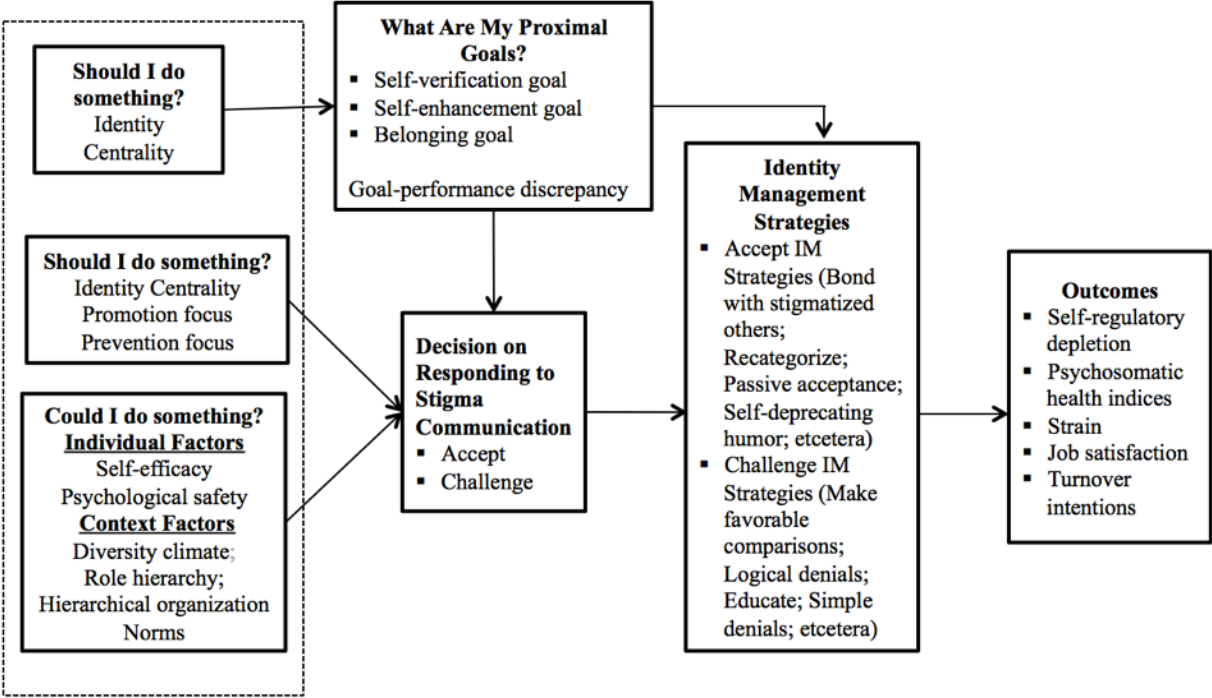 Should I do
something?
Identity
Centrality
What Are My Proximal
Goals?
▪ Self-verification goal
▪ Self-enhancement goal
▪ Belonging goal
Goal-performance discrepancy
Should I do something?
Identity Centrality
Promotion focus
Prevention focus
Could I do something?
Individual Factors
Self-efficacy
Psychological safety
Context Factors
Diversity climate;
Role hierarchy;
Hierarchical organization
Norms
Decision on
Responding to
Stigma
Communication
▪ Accept
▪ Challenge
Identity
Management
Strategies
▪ Accept IM
Strategies (Bond
with stigmatized
others;
Recategorize;
Passive acceptance;
Self-deprecating
humor; etcetera)
▪ Challenge IM
Strategies (Make
favorable
comparisons;
Logical denials;
Educate; Simple
denials; etcetera)
Outcomes
▪ Self-regulatory
depletion
▪ Psychosomatic
health indices
▪ Strain
▪ Job satisfaction
▪ Turnover
intentions